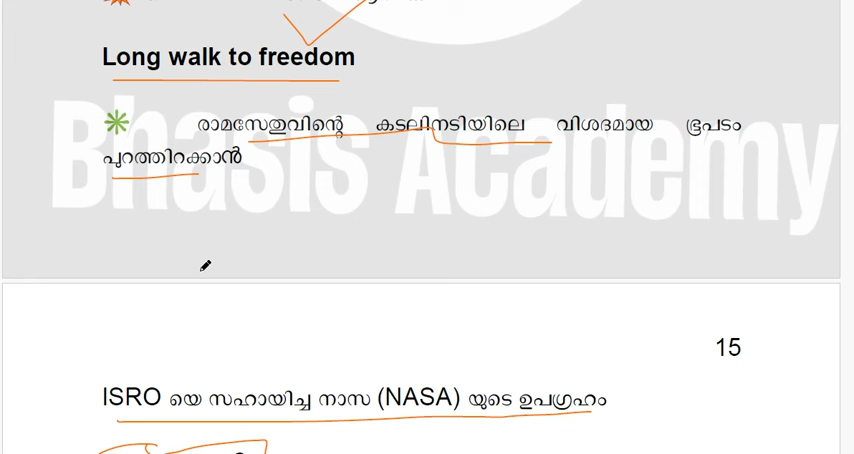 Long walk to freedom
Bhasis Academy
രാമസേതുവിന്റെ കടലിനടിയിലെ വിശദമായ ഭൂപടം
പുറത്തിറക്കാൻ
15
ISRO യെ സഹായിച്ച നാസ (NASA) യുടെ ഉപഗ്രഹം